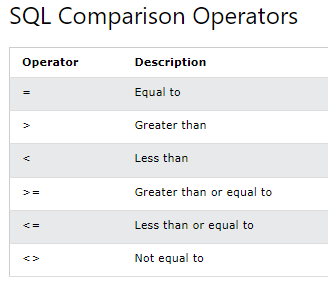 SQL Comparison Operators
Operator Description
= Equal to
> Greater than
< Less than
>= Greater than or equal to
<= Less than or equal to
<> Not equal to